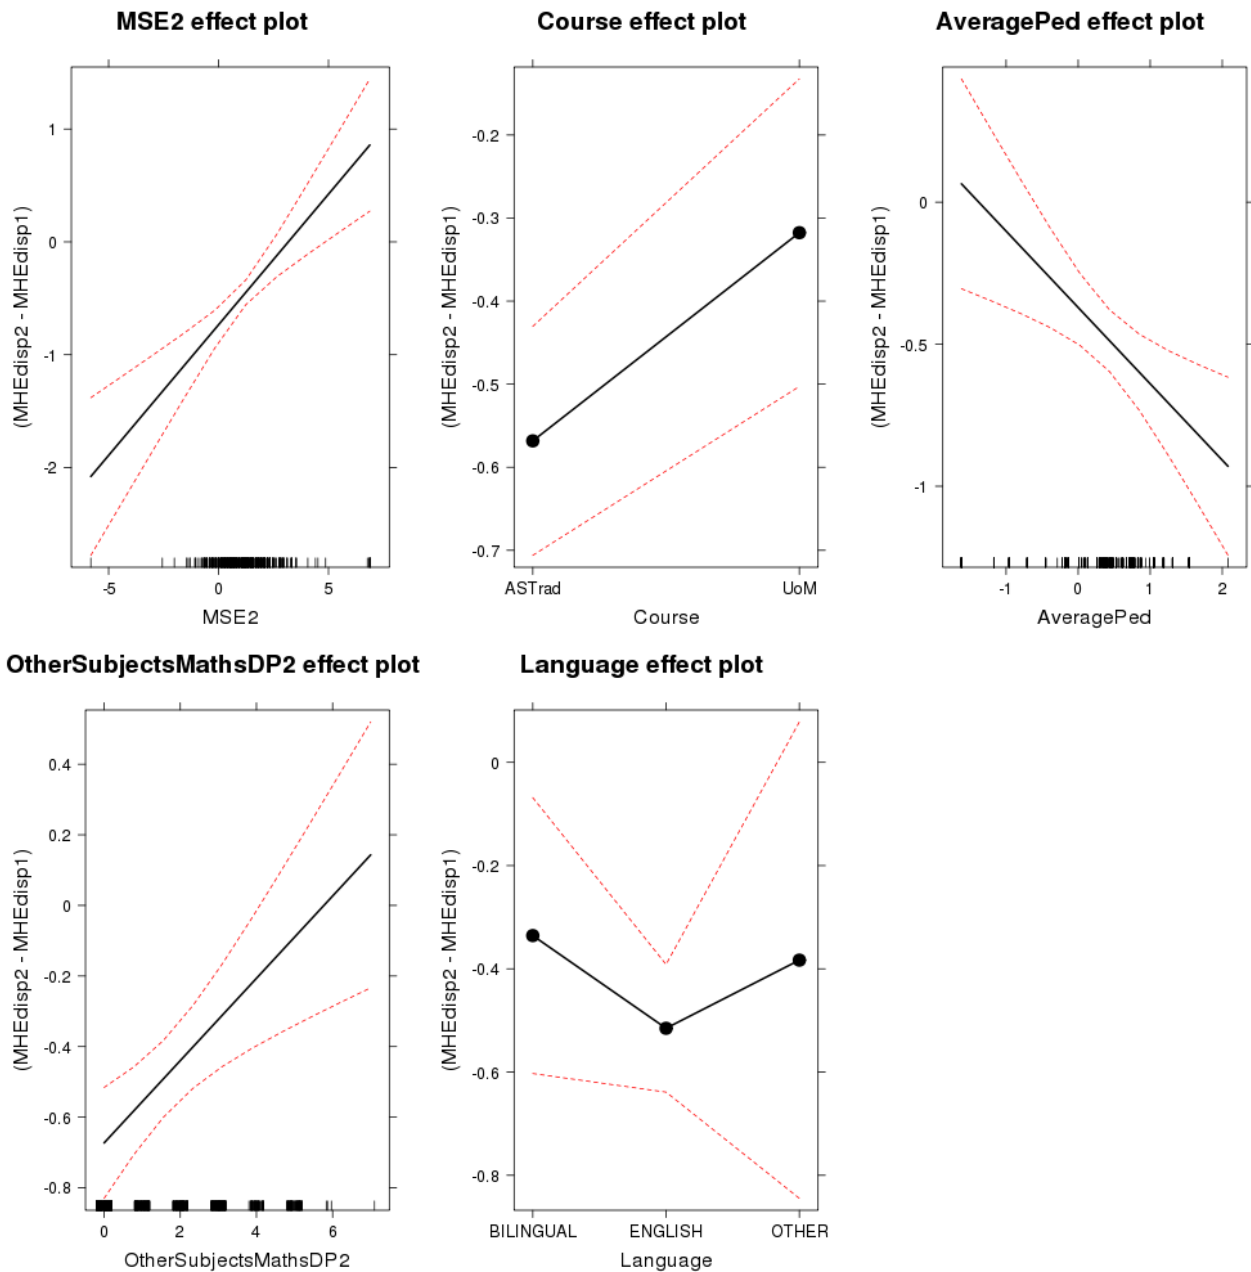 MSE2 effect plot
(MHEdisp2 - MHEdisp1)
1
0
-1
-2
-5
0
5
MSE2
Course effect plot
(MHEdisp2 - MHEdisp1)
-0.2
-0.3
-0.4
-0.5
-0.6
-0.7
ASTrad
UoM
Course
AveragePed effect plot
(MHEdisp2 - MHEdisp1)
0
-0.5
-1
-1
0
1
2
AveragePed
OtherSubjectsMathsDP2 effect plot
(MHEdisp2 - MHEdisp1)
0.4
0.2
0
-0.2
-0.4
-0.6
-0.8
0
2
4
6
OtherSubjectsMathsDP2
Language effect plot
(MHEdisp2 - MHEdisp1)
0
-0.2
-0.4
-0.6
-0.8
BILINGUAL
ENGLISH
OTHER
Language